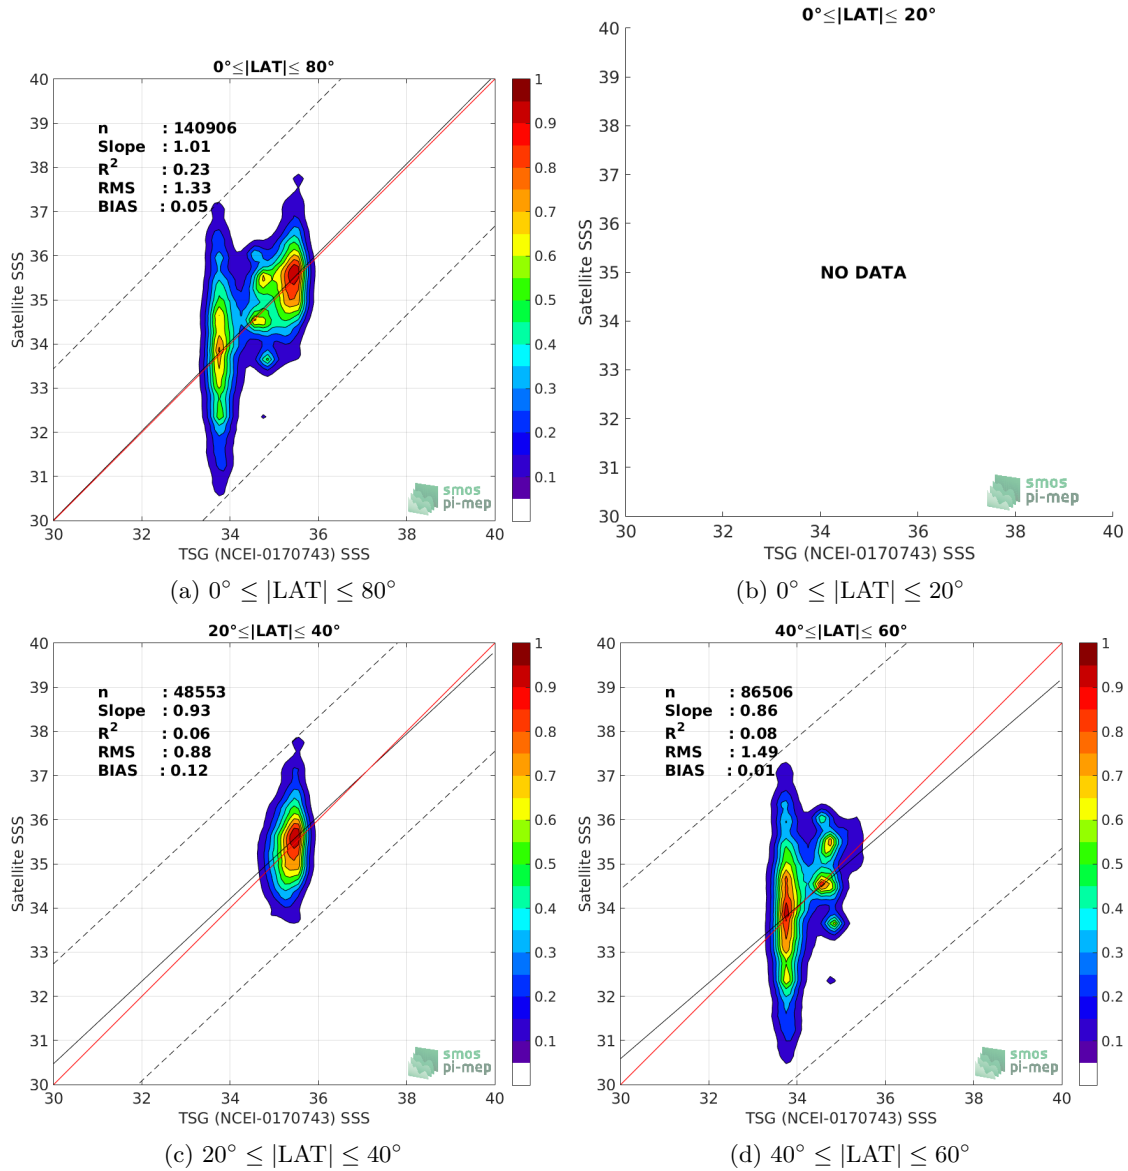 0°≤|LAT|≤ 80°
40
39
38
37
36
35
34
33
32
31
30
Satellite SSS
n : 140906
Slope : 1.01
R² : 0.23
RMS : 1.33
BIAS : 0.05
smos
pi-mep
30 32 34 36 38 40
TSG (NCEI-0170743) SSS
1
0.9
0.8
0.7
0.6
0.5
0.4
0.3
0.2
0.1
(a) 0° ≤ |LAT| ≤ 80°
0°≤|LAT|≤ 20°
40
39
38
37
36
35
34
33
32
31
30
Satellite SSS
NO DATA
smos
pi-mep
30 32 34 36 38 40
TSG (NCEI-0170743) SSS
(b) 0° ≤ |LAT| ≤ 20°
20°≤|LAT|≤ 40°
40
39
38
37
36
35
34
33
32
31
30
Satellite SSS
n : 48553
Slope : 0.93
R² : 0.06
RMS : 0.88
BIAS : 0.12
smos
pi-mep
30 32 34 36 38 40
TSG (NCEI-0170743) SSS
1
0.9
0.8
0.7
0.6
0.5
0.4
0.3
0.2
0.1
(c) 20° ≤ |LAT| ≤ 40°
40°≤|LAT|≤ 60°
40
39
38
37
36
35
34
33
32
31
30
Satellite SSS
n : 86506
Slope : 0.86
R² : 0.08
RMS : 1.49
BIAS : 0.01
smos
pi-mep
30 32 34 36 38 40
TSG (NCEI-0170743) SSS
1
0.9
0.8
0.7
0.6
0.5
0.4
0.3
0.2
0.1
(d) 40° ≤ |LAT| ≤ 60°